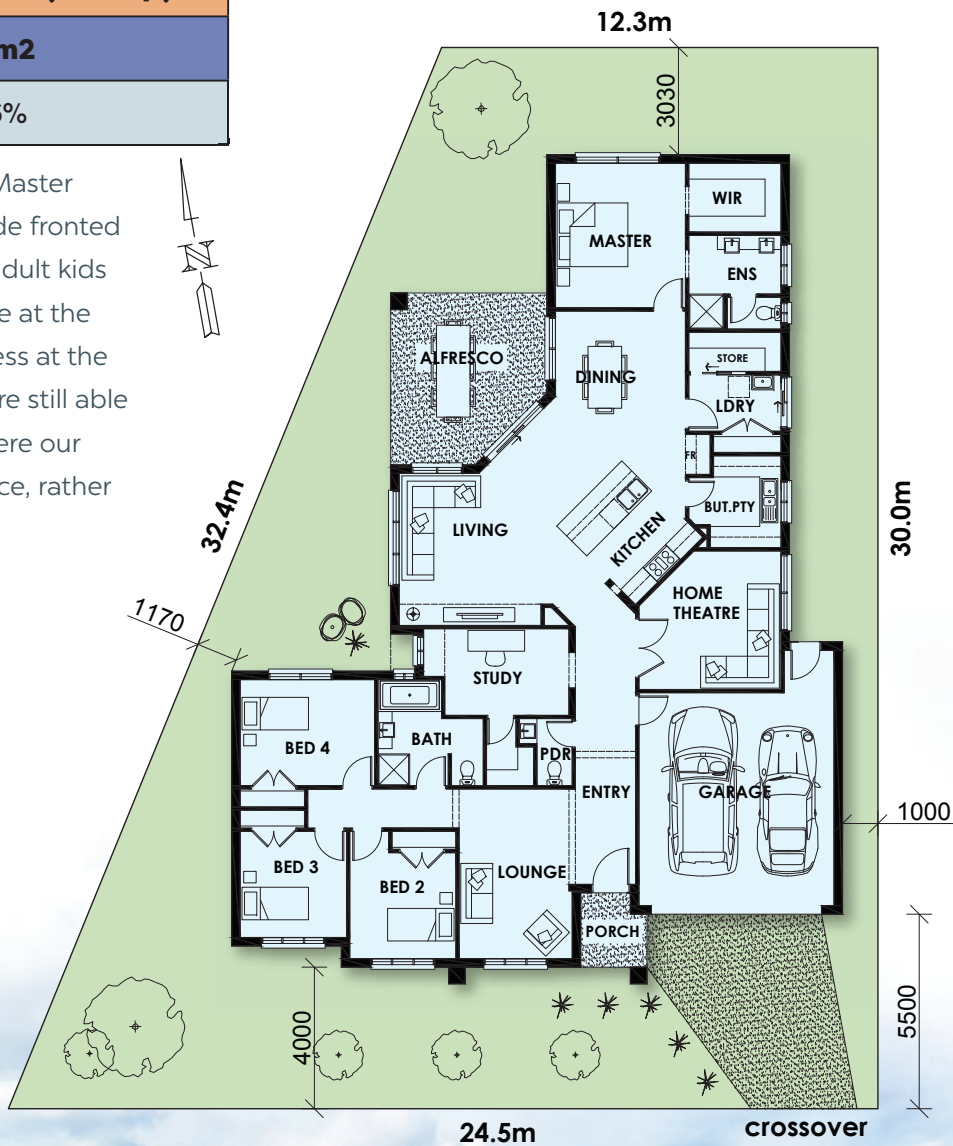 m2
%
Master
de fronted
dult kids
e at the
ess at the
re still able
ere our
ce, rather
N
12.3m
3030
MASTER
WIR
ENS
ALFRESCO
DINING
STORE
LDRY
FR
BUT.PTY
LIVING
KITCHEN
HOME
THEATRE
32.4m
30.0m
1170
STUDY
BED 4
BATH
PDR
ENTRY
GARAGE
1000
BED 3
BED 2
LOUNGE
PORCH
4000
5500
24.5m
crossover